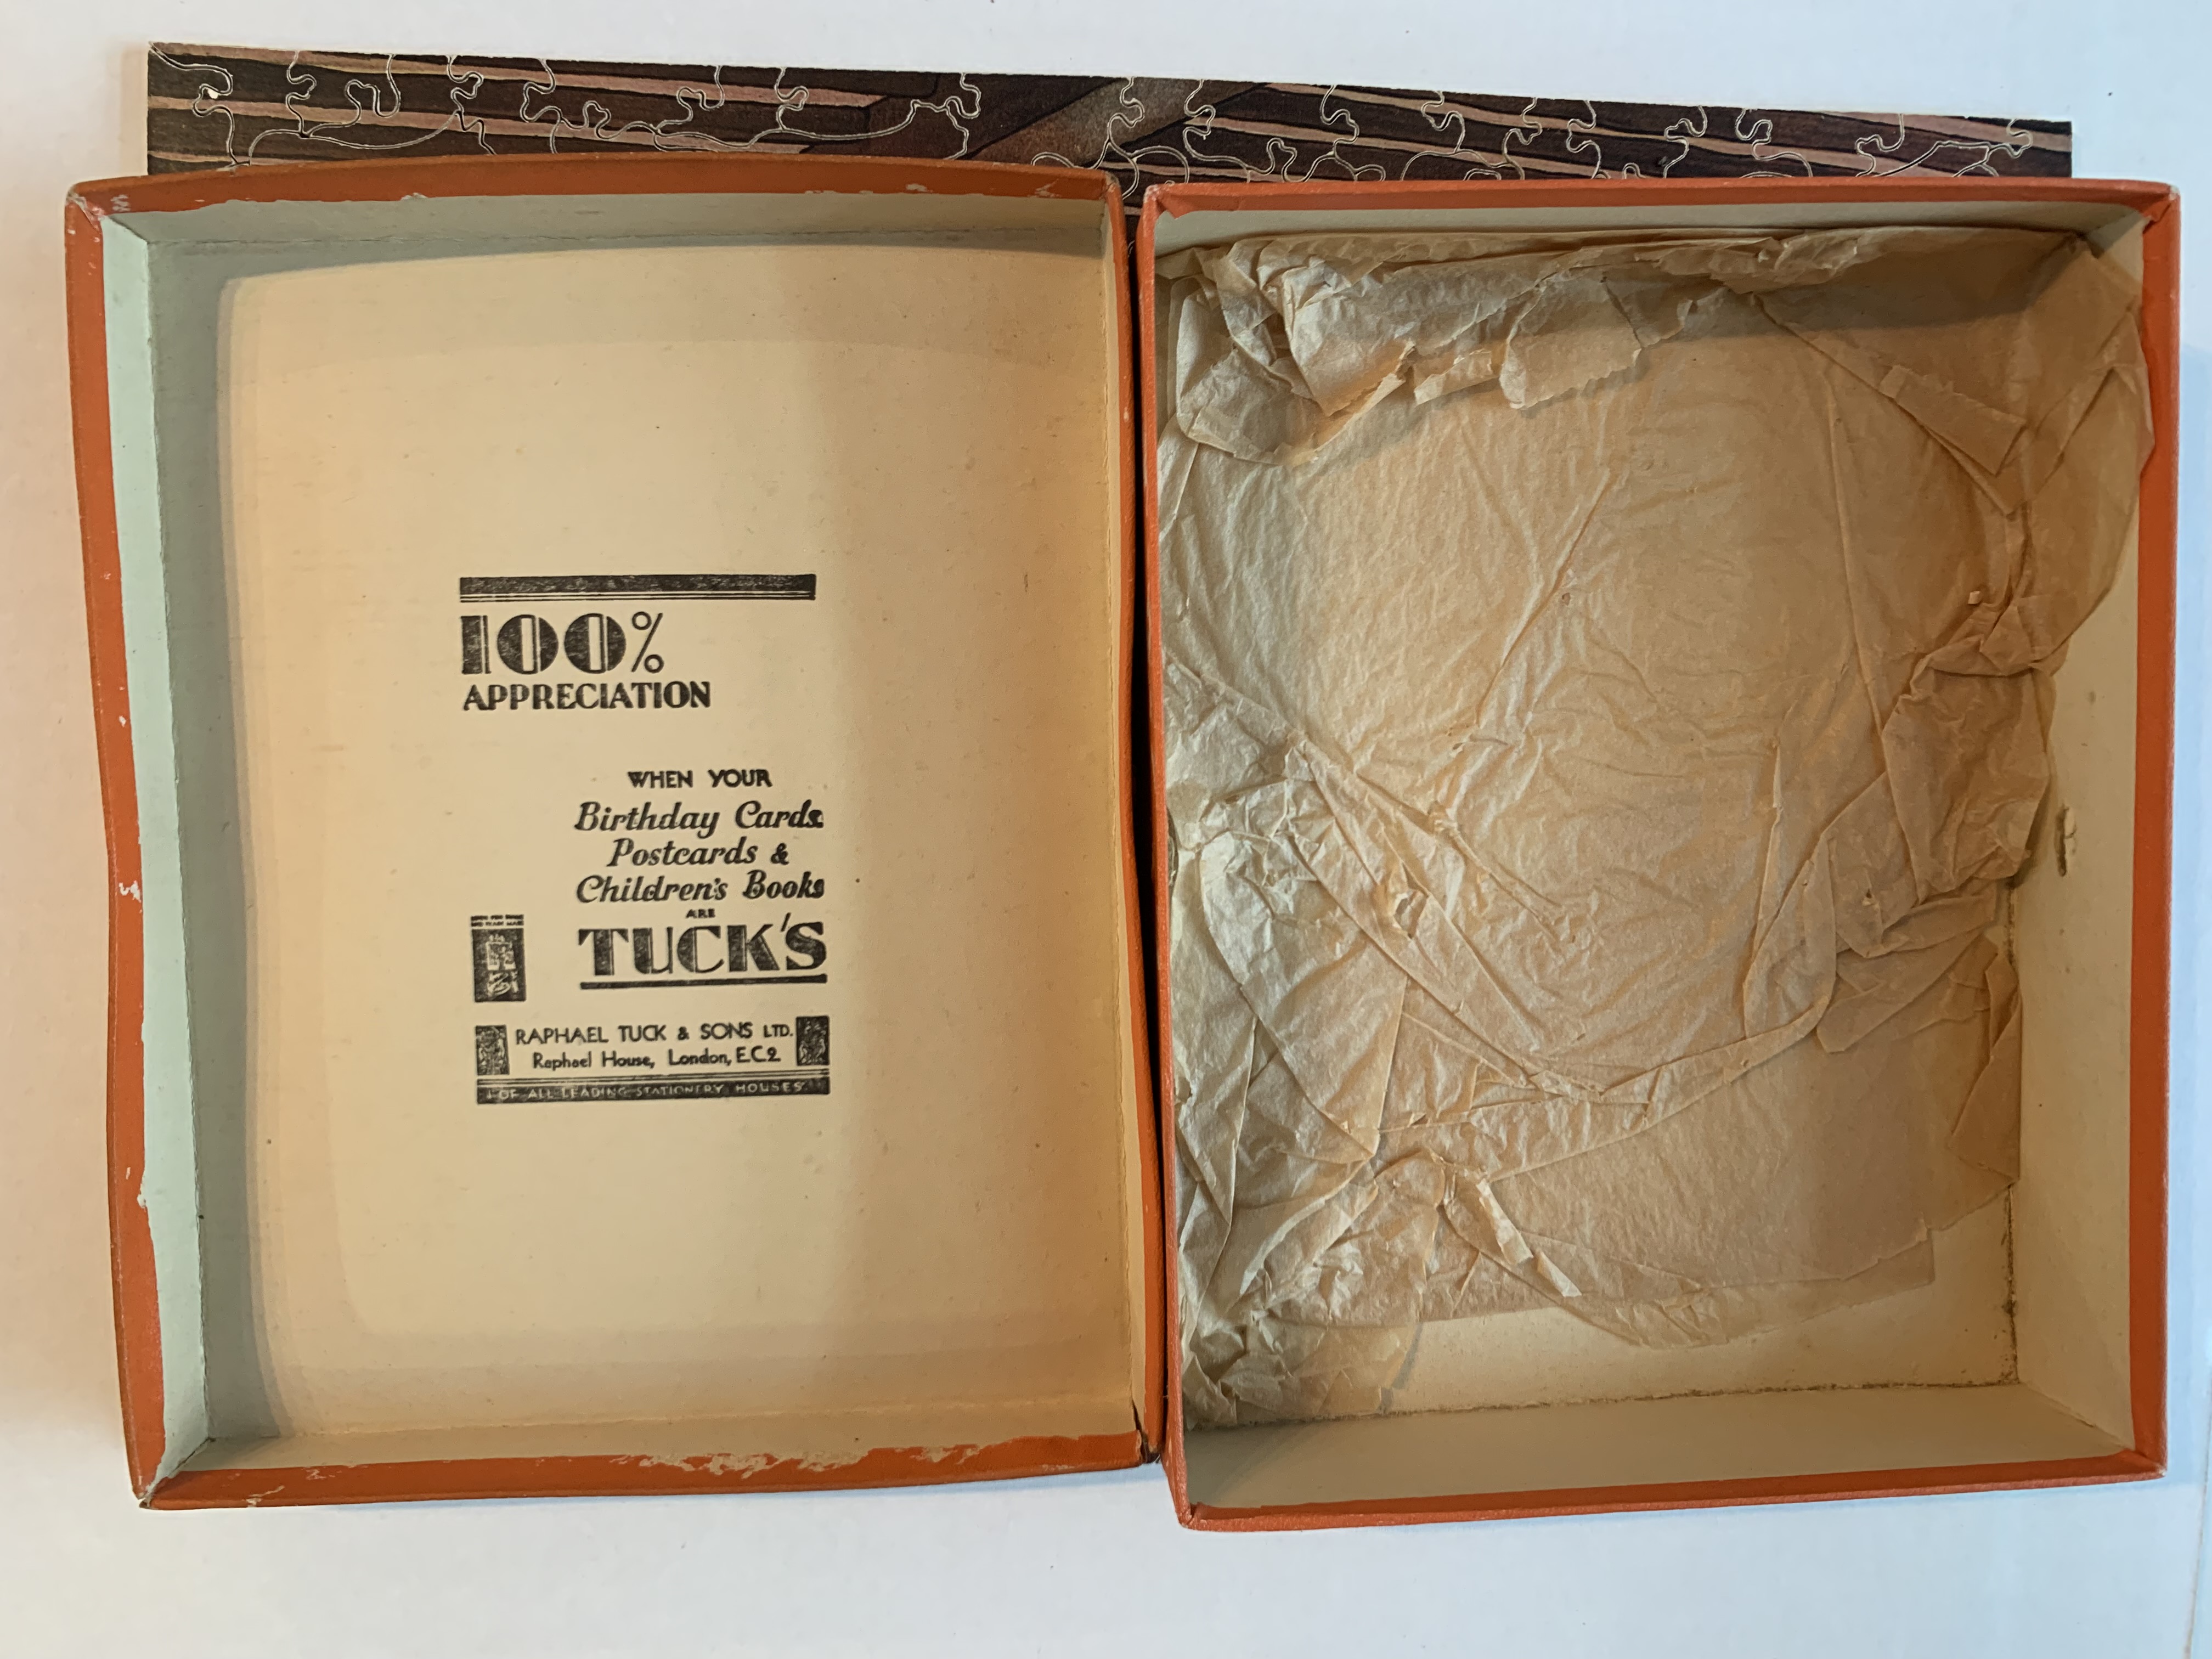 100%
APPRECIATION
WHEN YOUR
Birthday Cards
Postcards &
Children's Books
ARE
TUCK'S
RAPHAEL TUCK & SONS LTD.
Raphael House, London, E.C.2.
OF ALL LEADING STATIONERY HOUSES